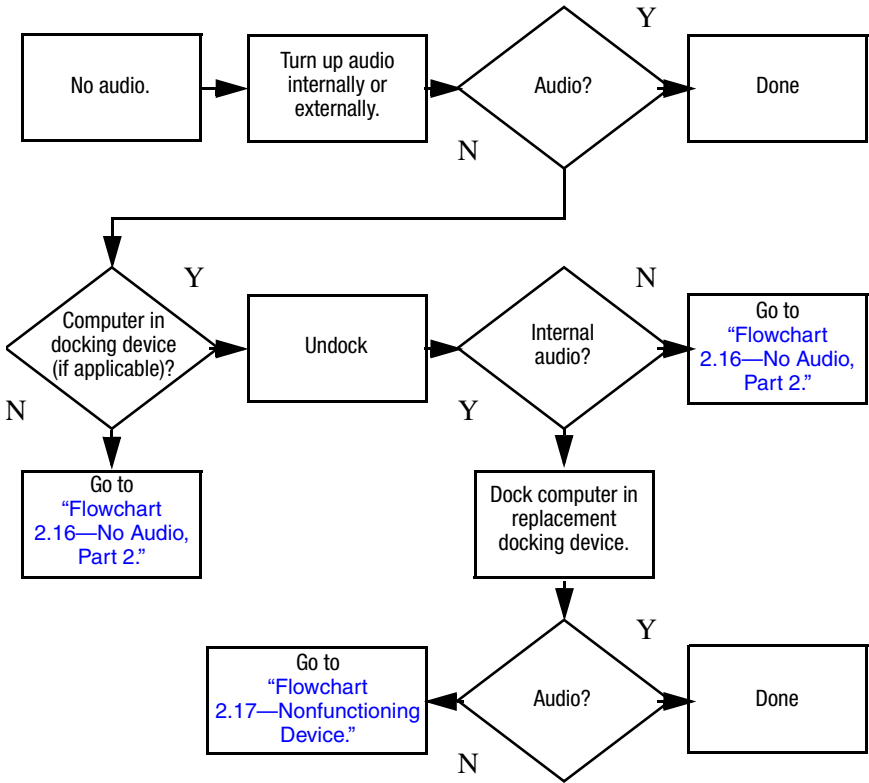 No audio.
Turn up audio
internally or
externally.
Audio?
Y
N
Done
Computer in
docking device
(if applicable)?
Y
N
Undock
Internal
audio?
N
Y
Go to
“Flowchart
2.16—No Audio,
Part 2.”
Go to
“Flowchart
2.16—No Audio,
Part 2.”
Dock computer in
replacement
docking device.
Go to
“Flowchart
2.17—Nonfunctioning
Device.”
Audio?
Y
N
Done